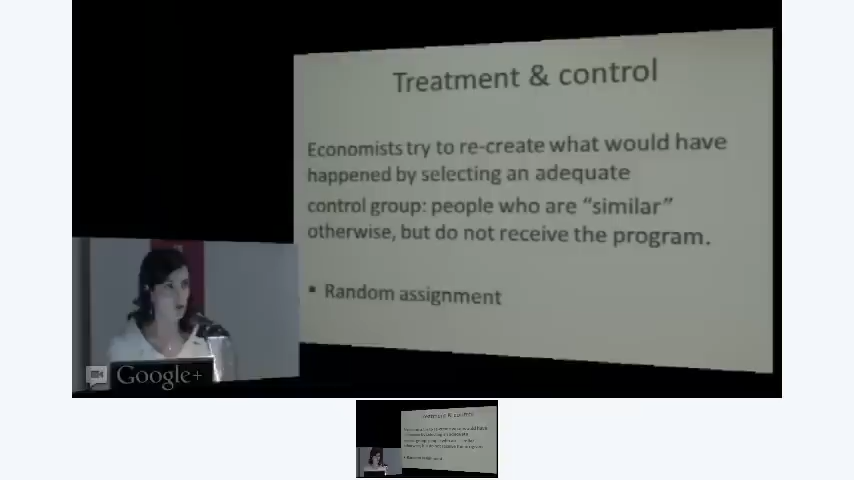 Treatment & control
Economists try to re-create what would have
happened by selecting an adequate
control group: people who are “similar”
otherwise, but do not receive the program.
▪ Random assignment
Google+